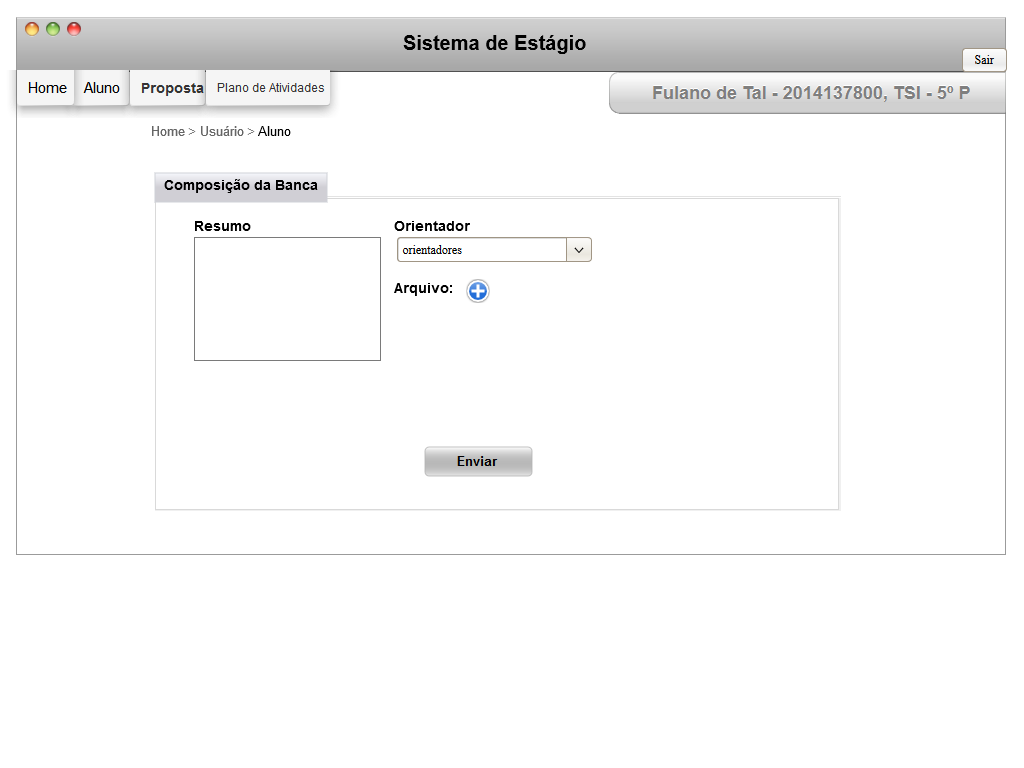 Sistema de Estágio
Sair
Home Aluno Proposta Plano de Atividades
Fulano de Tal - 2014137800, TSI - 5º P
Home > Usuário > Aluno
Composição da Banca
Resumo Orientador
orientadores
Arquivo:
Enviar